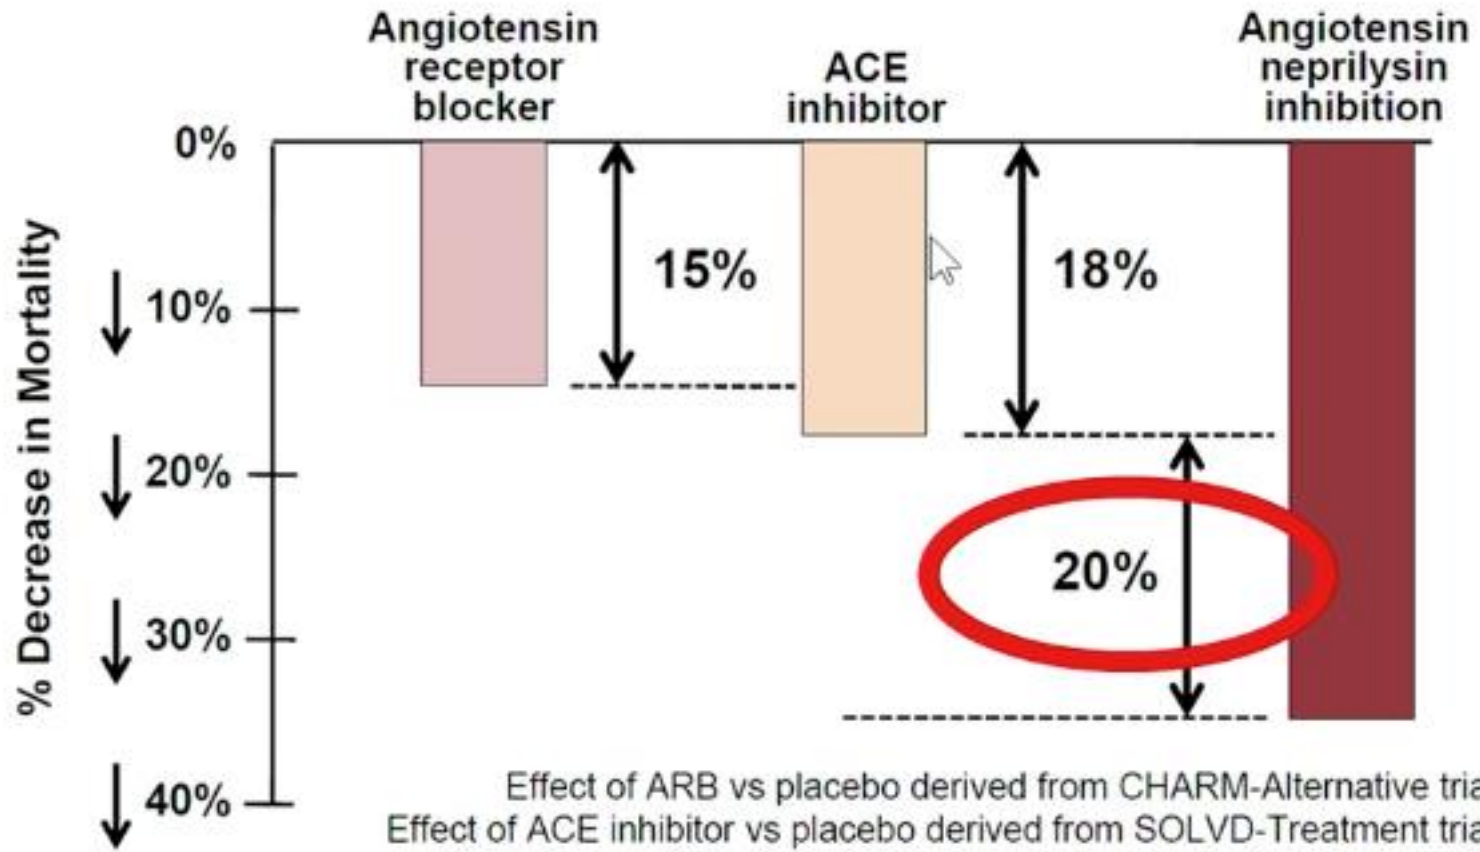 Angiotensin
receptor
blocker
ACE
inhibitor
Angiotensin
neprilysin
inhibition
% Decrease in Mortality
0%
10%
20%
30%
40%
15%
18%
20%
Effect of ARB vs placebo derived from CHARM-Alternative
Effect of ACE inhibitor vs placebo derived from SOLVD-Treatment